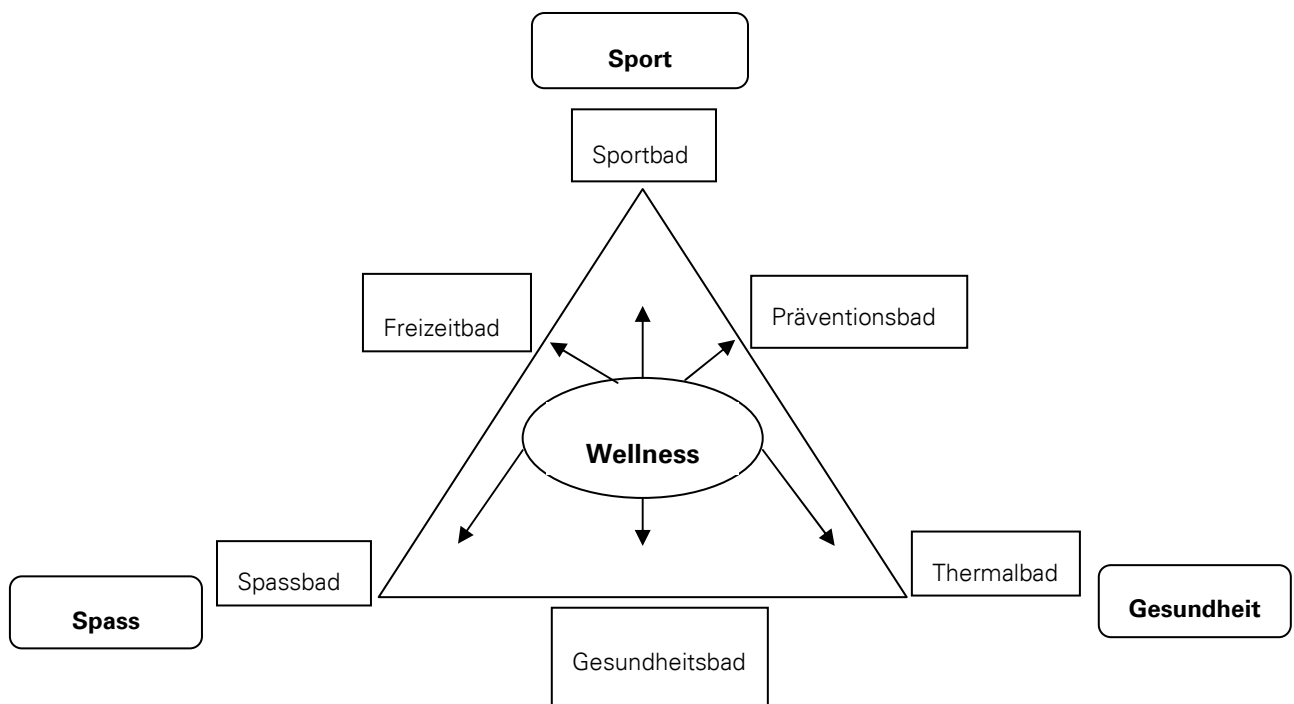 Sport
Sportbad
Freizeitbad
Präventionsbad
Wellness
Spassbad
Thermalbad
Spass
Gesundheit
Gesundheitsbad